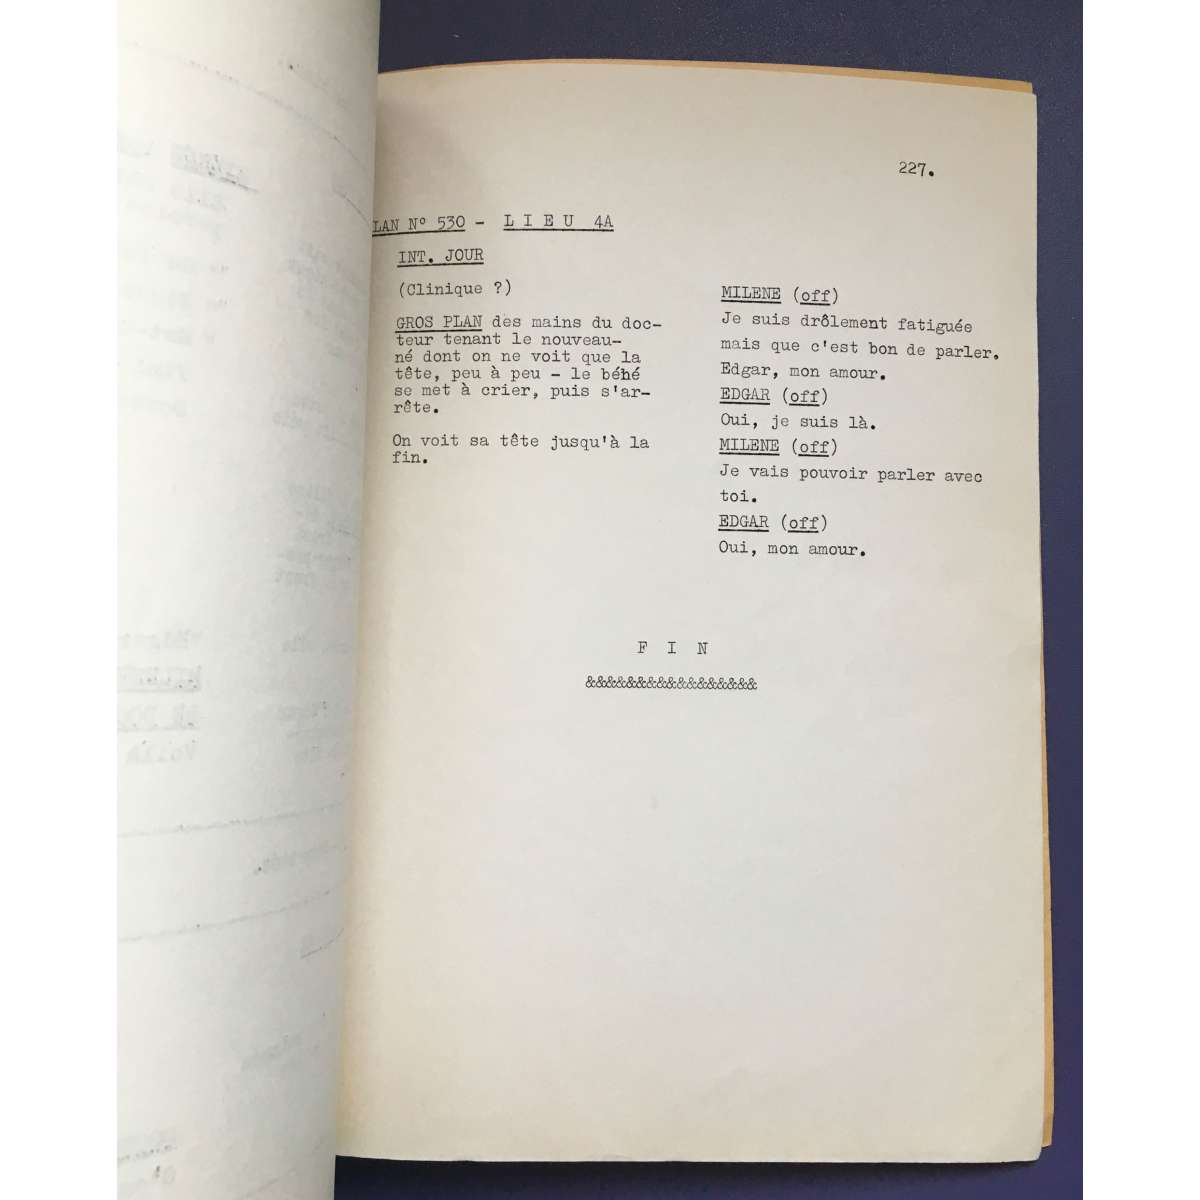 227.
LAN N° 530 - L I E U 4A
INT. JOUR
(Clinique ?)
GROS PLAN des mains du doc-
teur tenant le nouveau-
né dont on ne voit que la
tête, peu à peu - le béhé
se met à crier, puis s'ar-
rête.
On voit sa tête jusqu'à la
fin.
MILENE (off)
Je suis drôlement fatiguée
mais que c'est bon de parler.
Edgar, mon amour.
EDGAR (off)
Oui, je suis là.
MILENE (off)
Je vais pouvoir parler avec
toi.
EDGAR (off)
Oui, mon amour.
F I N
&&&&&&&&&&&&&&&&&